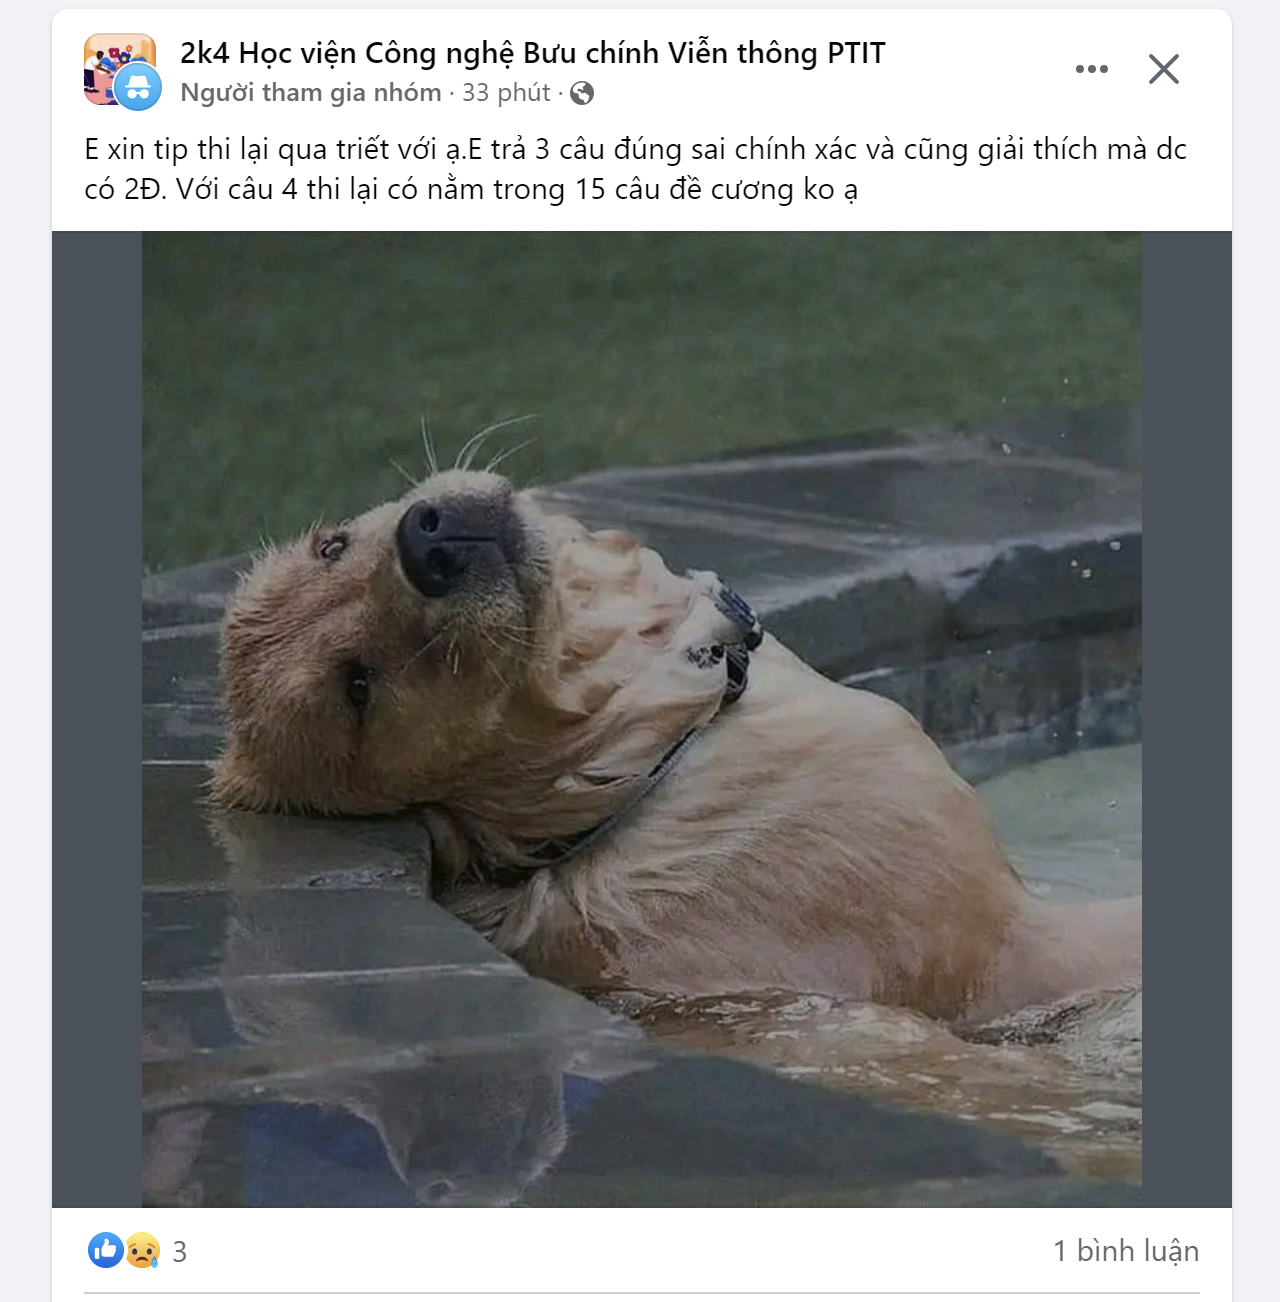 2k4 Học viện Công nghệ Bưu chính Viễn thông PTIT
Người tham gia nhóm · 33 phút ·
E xin tip thi lại qua triết với ạ.E trả 3 câu đúng sai chính xác và cũng giải thích mà dc
có 2Đ. Với câu 4 thi lại có nằm trong 15 câu đề cương ko ạ
3
1 bình luận